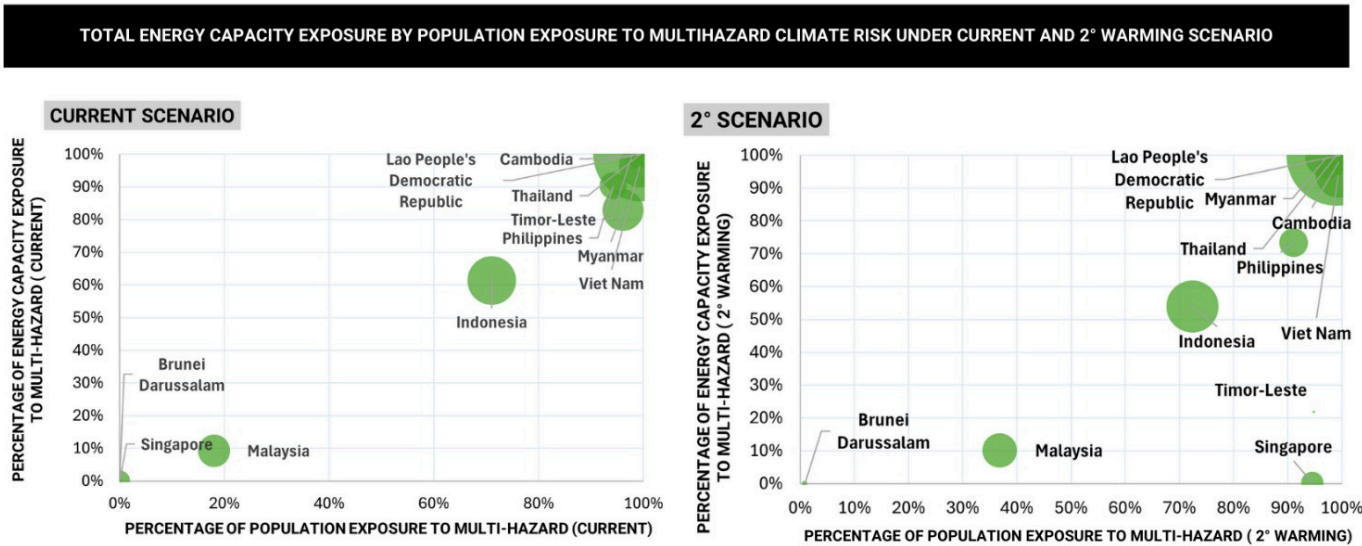 TOTAL ENERGY CAPACITY EXPOSURE BY POPULATION EXPOSURE TO MULTIHAZARD CLIMATE RISK UNDER CURRENT AND 2° WARMING SCENARIO
CURRENT SCENARIO
PERCENTAGE OF ENERGY CAPACITY EXPOSURE
TO MULTI-HAZARD (CURRENT)
100%
90%
80%
70%
60%
50%
40%
30%
20%
10%
0%
Lao People's
Democratic
Republic
Cambodia
Thailand
Timor-Leste
Philippines
Myanmar
Viet Nam
Indonesia
Brunei
Darussalam
Singapore
Malaysia
0%
20%
40%
60%
80%
100%
PERCENTAGE OF POPULATION EXPOSURE TO MULTI-HAZARD (CURRENT)
2° SCENARIO
PERCENTAGE OF ENERGY CAPACITY EXPOSURE
TO MULTI-HAZARD ( 2° WARMING)
100%
90%
80%
70%
60%
50%
40%
30%
20%
10%
0%
Lao People's
Democratic
Republic
Myanmar
Cambodia
Thailand
Philippines
Indonesia
Viet Nam
Timor-Leste
Brunei
Darussalam
Malaysia
Singapore
0%
10%
20%
30%
40%
50%
60%
70%
80%
90%
100%
PERCENTAGE OF POPULATION EXPOSURE TO MULTI-HAZARD ( 2° WARMING)